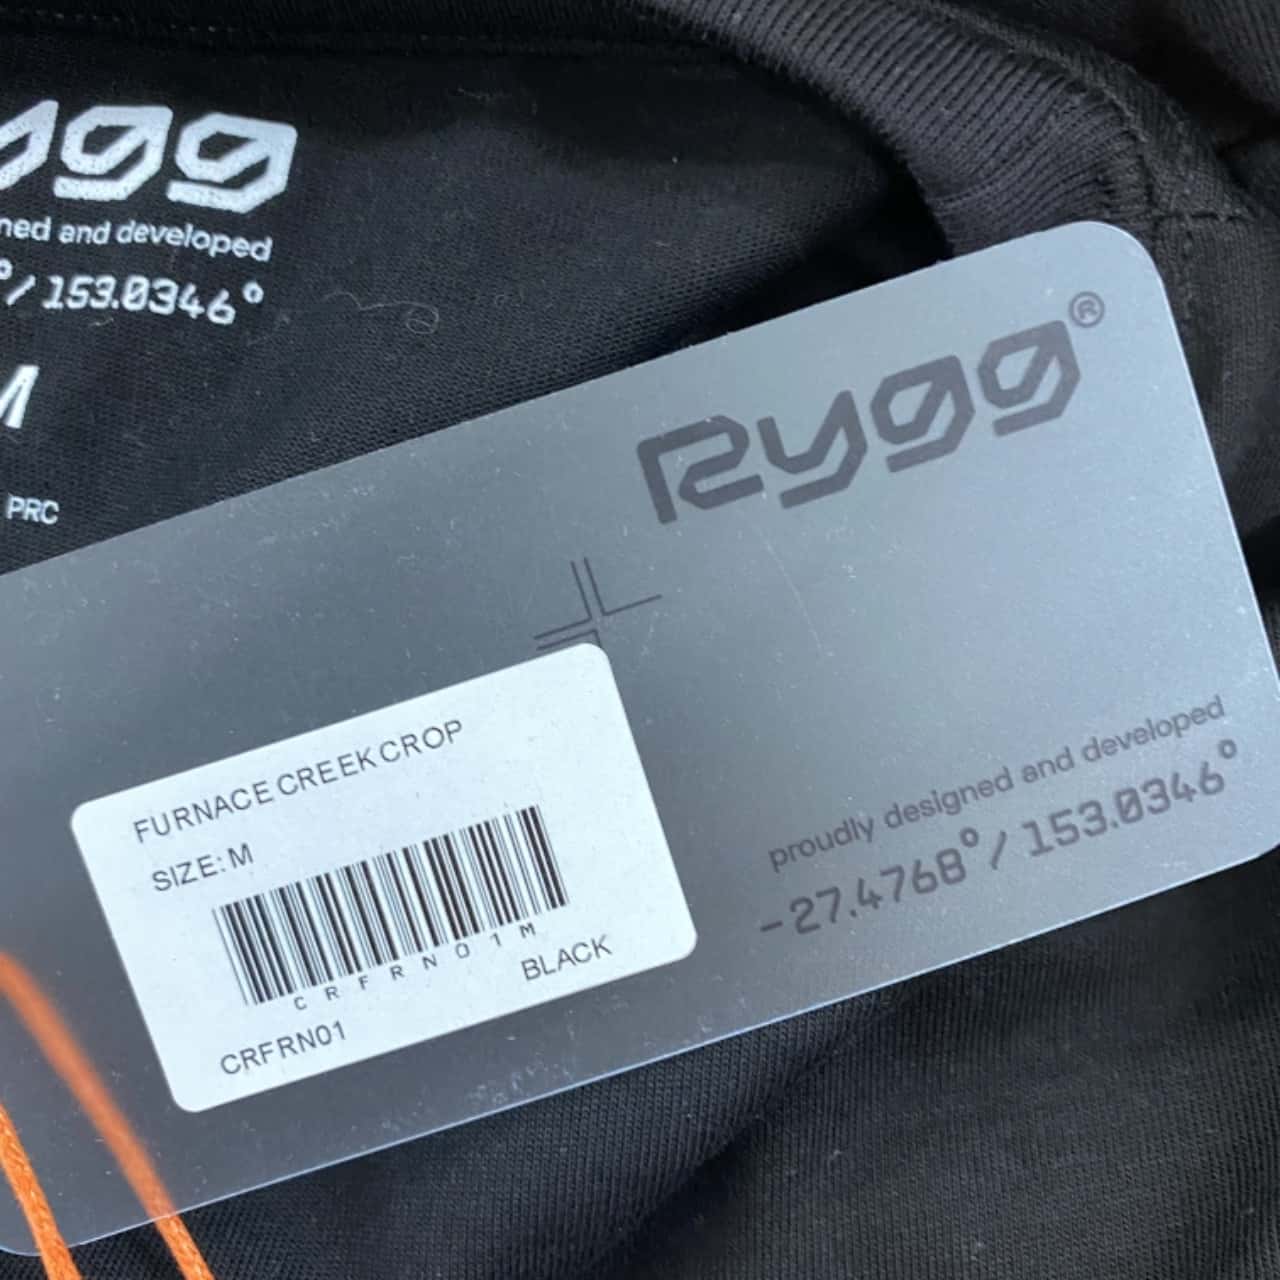 ygg
ned and developed
°/ 153.0346°
M
PRC
Rygg®
FURNACE CREEK CROP
SIZE: M
CRFRN01M
BLACK
CRFRN01
proudly designed and developed
-27.4768°/ 153.0346°